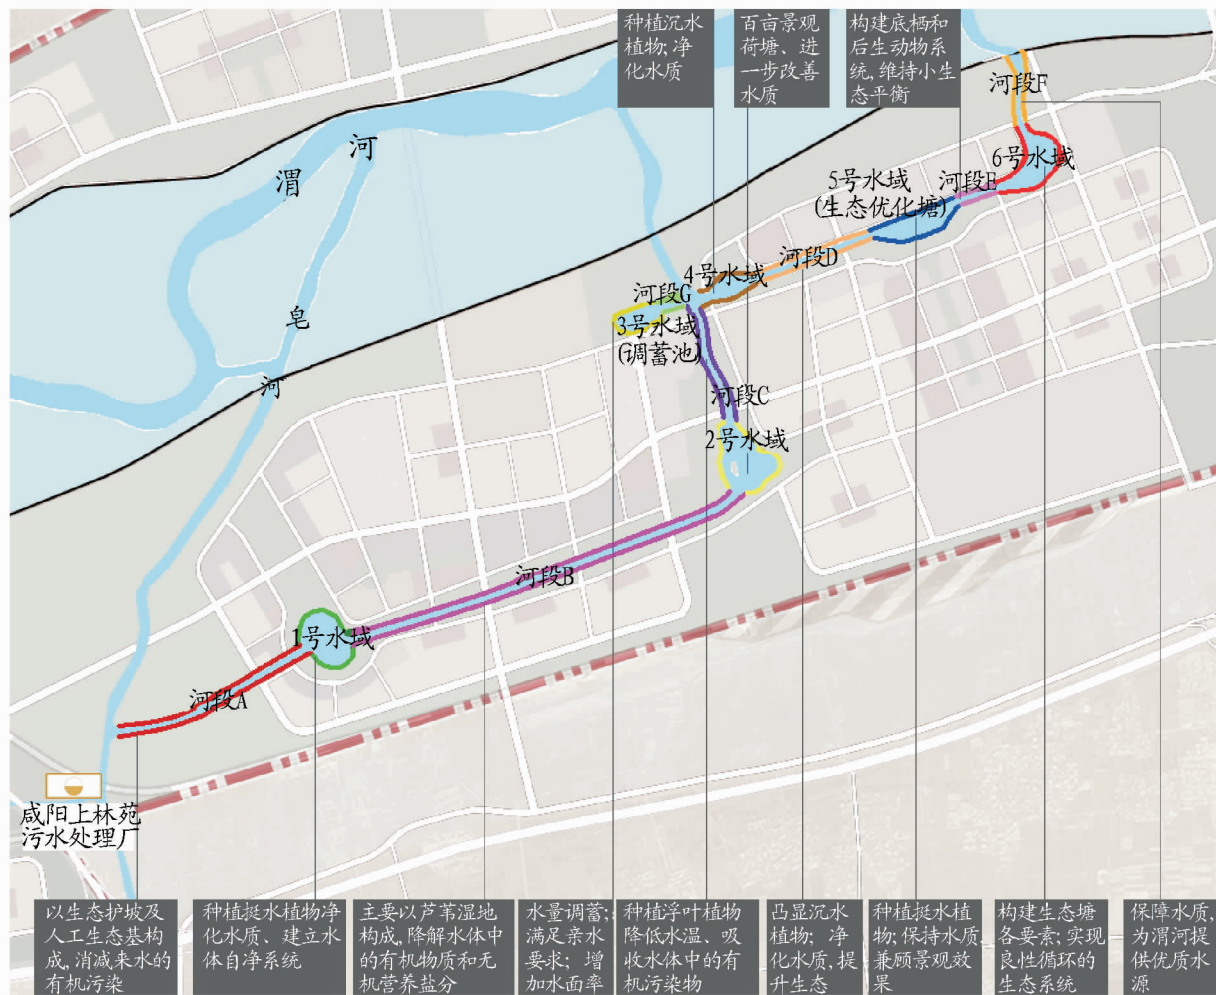 种植沉水
植物;净
化水质
百亩景观
荷塘、进
一步改善
水质
构建底栖和
后生动物系
统,维持小生
态平衡
河段F
6号水域
5号水域
(生态优化塘)
河段E
河段D
4号水域
河段G
3号水域
(调蓄池)
河段C
2号水域
渭河
皂河
河段B
1号水域
河段A
咸阳上林苑
污水处理厂
以生态护坡及
人工生态基构
成,消减来水的
有机污染
种植挺水植物净
化水质、建立水
体自净系统
主要以芦苇湿地
构成,降解水体中
的有机物质和无
机营养盐分
水量调蓄;
满足亲水
要求; 增
加水面率
种植浮叶植物
降低水温、吸
收水体中的有
机污染物
凸显沉水
植物; 净
化水质,提
升生态
种植挺水植
物;保持水质
兼顾景观效
果
构建生态塘
各要素;实现
良性循环的
生态系统
保障水质,
为渭河提
供优质水
源